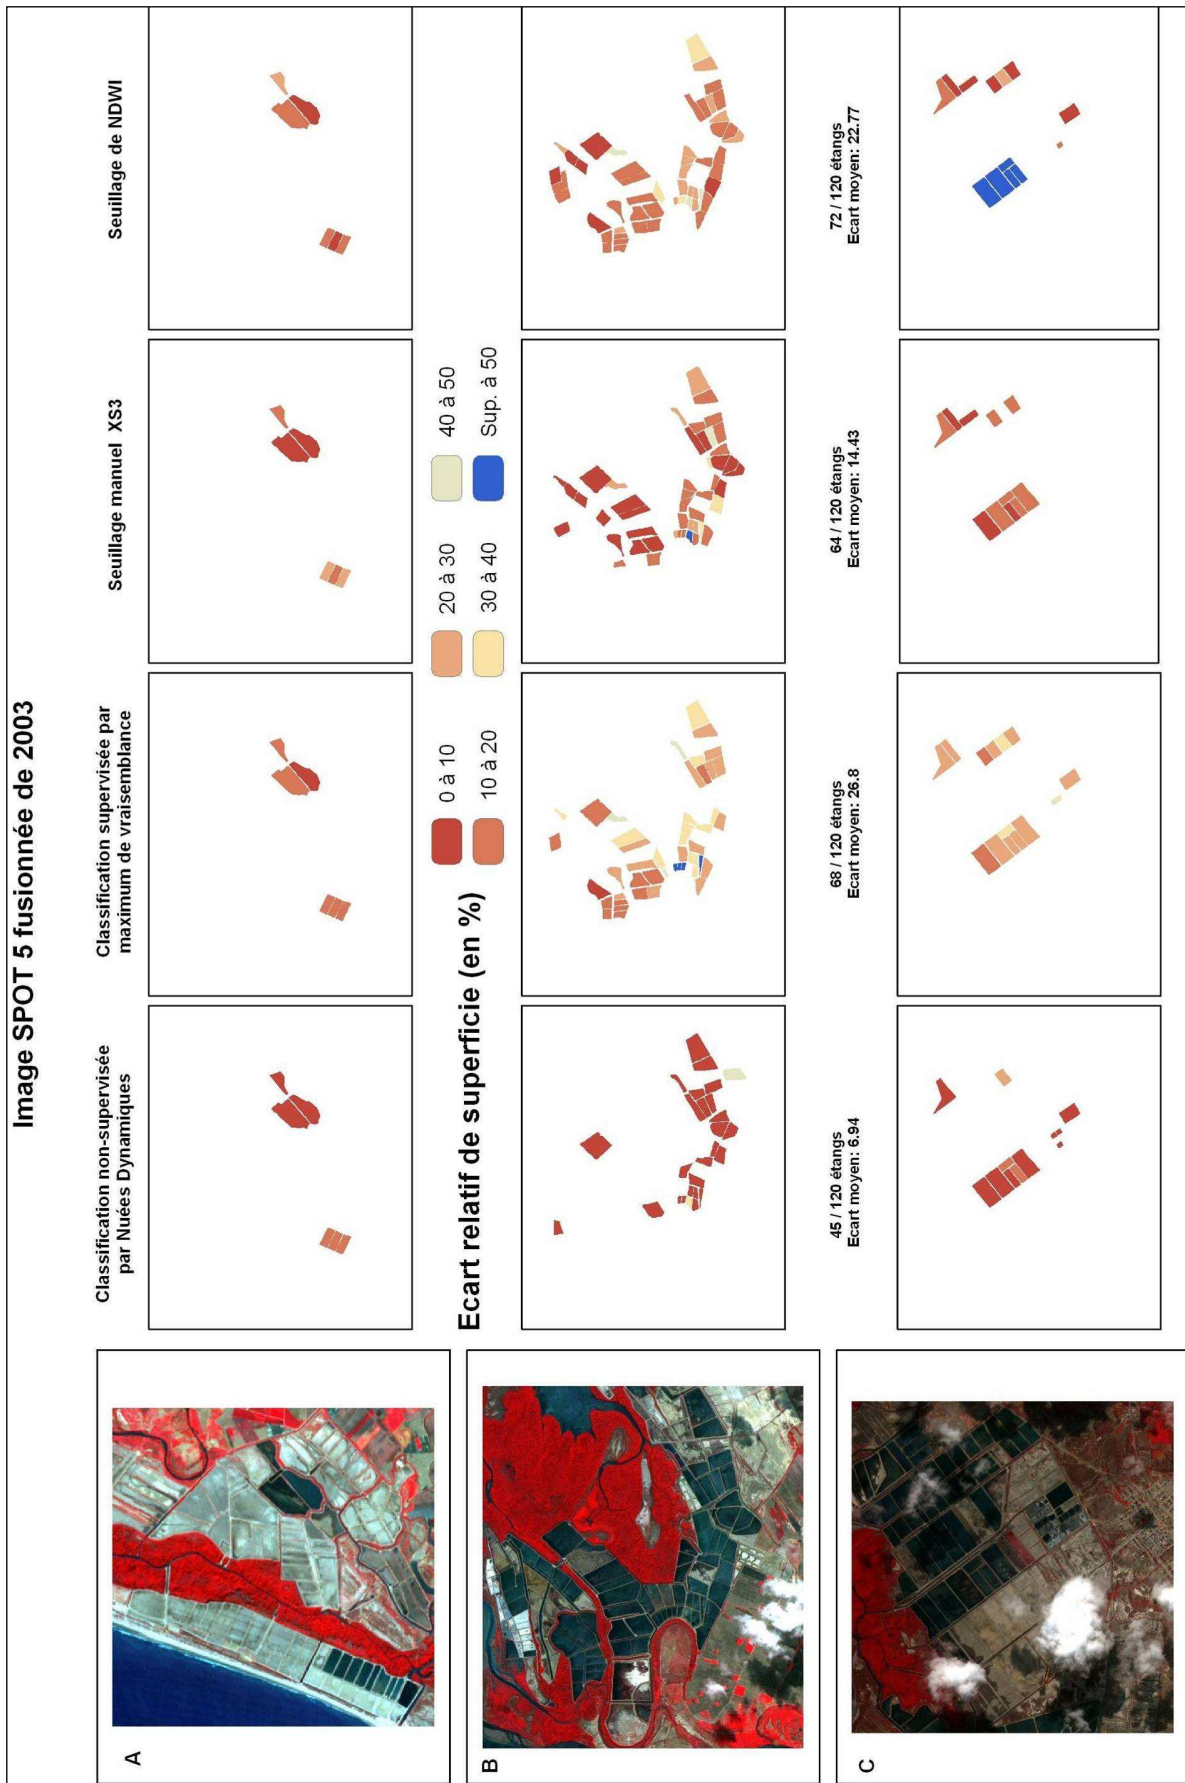 Image SPOT 5 fusionnée de 2003
Classification non-supervisée
par Nuées Dynamiques
Classification supervisée par
maximum de vraisemblance
Seuillage manuel XS3
Seuillage de NDWI
A
Ecart relatif de superficie (en %)
0 à 10
20 à 30
40 à 50
10 à 20
30 à 40
Sup. à 50
B
45 / 120 étangs
Ecart moyen: 6.94
68 / 120 étangs
Ecart moyen: 26.8
64 / 120 étangs
Ecart moyen: 14.43
72 / 120 étangs
Ecart moyen: 22.77
C